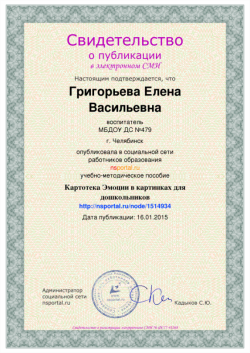 Свидетельство
о публикации
в электронном СМИ
Настоящим подтверждается, что
Григорьева Елена
Васильевна
воспитатель
МБДОУ ДС №479
г. Челябинск
опубликовала в социальной сети
работников образования
nsportal.ru
учебно-методическое пособие
Картотека Эмоции в картинках для
дошкольников
http://nsportal.ru/node/1514934
Дата публикации: 16.01.2015
Администратор
социальной сети
nsportal.ru
Кадыков С.Ю.